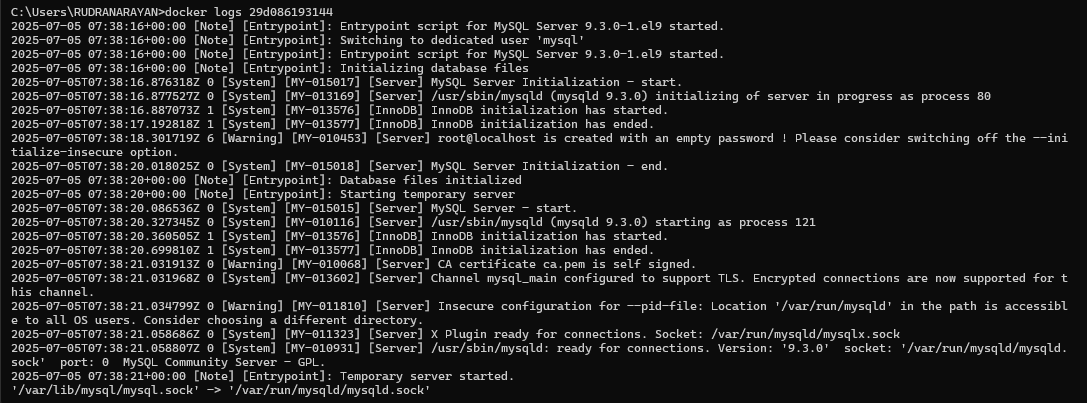 C:\Users\RUDRANARAYAN>docker logs 29d086193144
2025-07-05 07:38:16+00:00 [Note] [Entrypoint]: Entrypoint script for MySQL Server 9.3.0-1.el9 started.
2025-07-05 07:38:16+00:00 [Note] [Entrypoint]: Switching to dedicated user 'mysql'
2025-07-05 07:38:16+00:00 [Note] [Entrypoint]: Entrypoint script for MySQL Server 9.3.0-1.el9 started.
2025-07-05 07:38:16+00:00 [Note] [Entrypoint]: Initializing database files
2025-07-05T07:38:16.876318Z 0 [System] [MY-015017] [Server] MySQL Server Initialization - start.
2025-07-05T07:38:16.877527Z 0 [System] [MY-013169] [Server] /usr/sbin/mysqld (mysqld 9.3.0) initializing of server in progress as process 80
2025-07-05T07:38:16.887073Z 1 [System] [MY-013576] [InnoDB] InnoDB initialization has started.
2025-07-05T07:38:17.192818Z 1 [System] [MY-013577] [InnoDB] InnoDB initialization has ended.
2025-07-05T07:38:18.301719Z 6 [Warning] [MY-010453] [Server] root@localhost is created with an empty password ! Please consider switching off the --ini
tialize-insecure option.
2025-07-05T07:38:20.018025Z 0 [System] [MY-015018] [Server] MySQL Server Initialization - end.
2025-07-05 07:38:20+00:00 [Note] [Entrypoint]: Database files initialized
2025-07-05 07:38:20+00:00 [Note] [Entrypoint]: Starting temporary server
2025-07-05T07:38:20.086536Z 0 [System] [MY-015015] [Server] MySQL Server - start.
2025-07-05T07:38:20.327345Z 0 [System] [MY-010116] [Server] /usr/sbin/mysqld (mysqld 9.3.0) starting as process 121
2025-07-05T07:38:20.360505Z 1 [System] [MY-013576] [InnoDB] InnoDB initialization has started.
2025-07-05T07:38:20.699810Z 1 [System] [MY-013577] [InnoDB] InnoDB initialization has ended.
2025-07-05T07:38:21.031913Z 0 [Warning] [MY-010068] [Server] CA certificate ca.pem is self signed.
2025-07-05T07:38:21.031968Z 0 [System] [MY-013602] [Server] Channel mysql_main configured to support TLS. Encrypted connections are now supported for t
his channel.
2025-07-05T07:38:21.034799Z 0 [Warning] [MY-011810] [Server] Insecure configuration for --pid-file: Location '/var/run/mysqld' in the path is accessibl
e to all OS users. Consider choosing a different directory.
2025-07-05T07:38:21.058686Z 0 [System] [MY-011323] [Server] X Plugin ready for connections. Socket: /var/run/mysqld/mysqlx.sock
2025-07-05T07:38:21.058807Z 0 [System] [MY-010931] [Server] /usr/sbin/mysqld: ready for connections. Version: '9.3.0'  socket: '/var/run/mysqld/mysqld.
sock'  port: 0  MySQL Community Server - GPL.
2025-07-05 07:38:21+00:00 [Note] [Entrypoint]: Temporary server started.
'/var/lib/mysql/mysql.sock' -> '/var/run/mysqld/mysqld.sock'